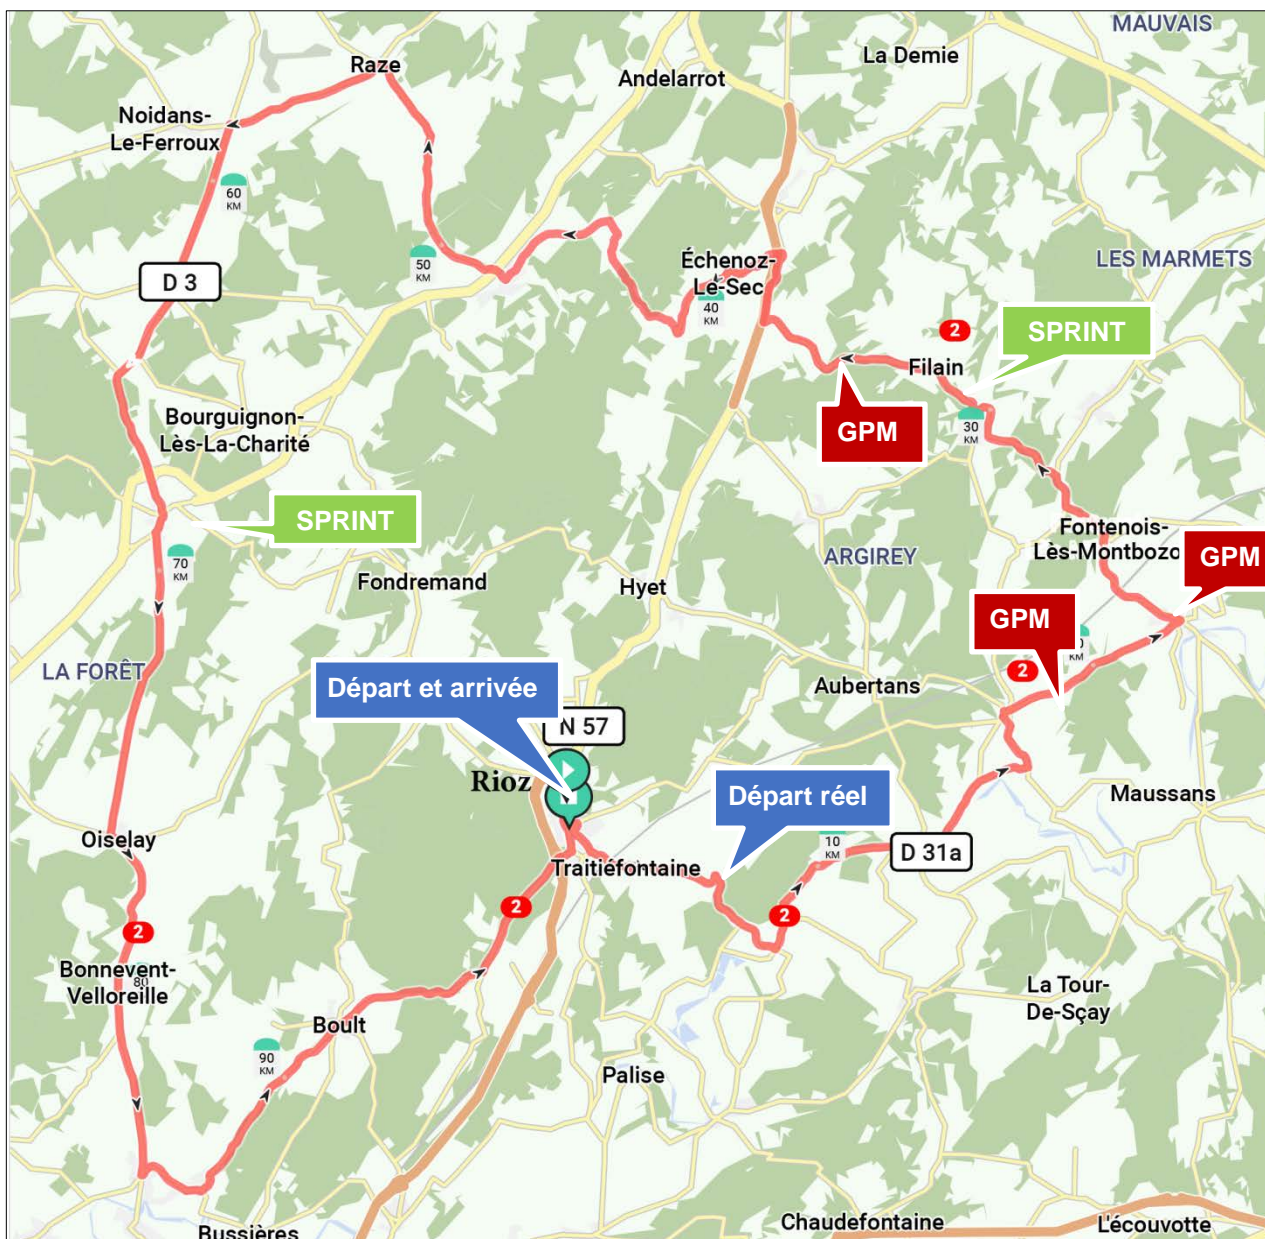 MAUVAIS
La Demie
Raze
Andelarrot
Noidans-
Le-Ferroux
60
KM
LES MARMETS
Échenoz-
Le-Sec
50
KM
D 3
40
KM
2
SPRINT
Filain
Bourguignon-
Lès-La-Charité
GPM
30
KM
SPRINT
Fontenois-
Lès-Montbozo
GPM
70
KM
ARGIREY
Fondremand
Hyet
GPM
0
LA FORÊT
2
Départ et arrivée
Aubertans
N 57
Rioz
Départ réel
Maussans
Oiselay
10
KM
D 31a
Traitiéfontaine
2
2
2
Bonnevent-
Velloreille
80
La Tour-
De-Sçay
Boult
90
KM
Palise
Bussières
Chaudefontaine
L'écouvotte